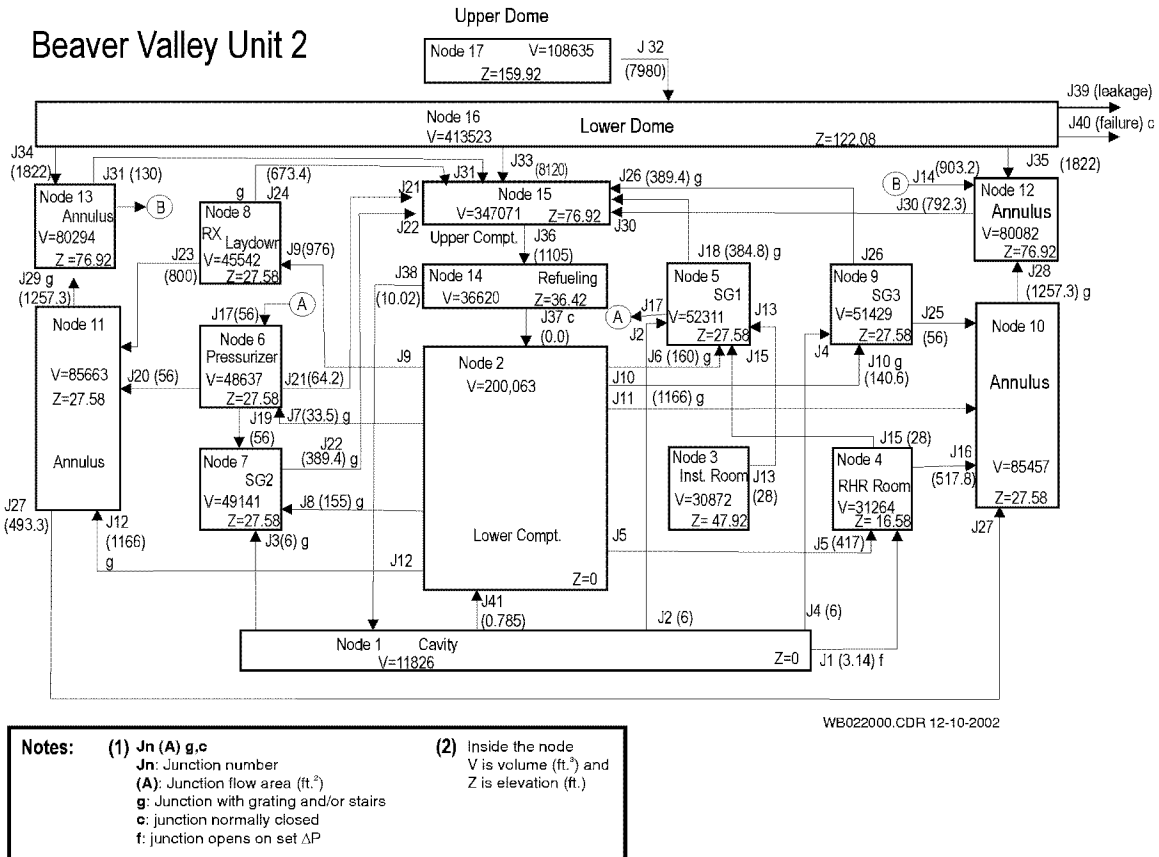 Upper Dome
Beaver Valley Unit 2
Node 17 V=108635
Z=159.92
J 32
(7980)
J39 (leakage)
J40 (failure) c
Node 16
V=413523
Lower Dome
Z=122.08
J34
(1822)
J31 (130)
(673.4)
g
J24
J31
J33
(8120)
J26 (389.4) g
(903.2)
J14
J35
(1822)
B
Node 13
Annulus
V=80294
Z =76.92
B
Node 8
RX
Laydown
V=45542
Z=27.58
J21
J22
Node 15
V=347071
Z=76.92
Upper Compt.
J30
J30 (792.3)
Node 12
Annulus
V=80082
Z=76.92
J29 g
(1257.3)
J23
(800)
J9(976)
J36
(1105)
J38
(10.02)
Node 14
Refueling
V=36620
Z=36.42
J37 c
(0.0)
J18 (384.8) g
Node 5
SG1
V=52311
Z=27.58
A
J17
J2
J13
J15
J26
Node 9
SG3
V=51429
Z=27.58
J4
J25
(56)
J10 g
(140.6)
J28
(1257.3) g
Node 11
V=85663
Z=27.58
Annulus
J17(56)
A
Node 6
Pressurizer
V=48637
Z=27.58
J20 (56)
J21(64.2)
J7(33.5) g
J19
(56)
J22
(389.4) g
J9
Node 2
V=200,063
Lower Compt.
Z=0
J6 (160) g
J10
J11
(1166) g
Node 10
Annulus
V=85457
Z=27.58
Node 7
SG2
V=49141
Z=27.58
J8 (155) g
J3(6) g
Node 3
Inst. Room
V=30872
Z= 47.92
J13
(28)
J15 (28)
Node 4
RHR Room
V=31264
Z= 16.58
J16
(517.8)
J27
(493.3)
J12
(1166)
g
J12
J5
J5 (417)
J27
J41
(0.785)
J2 (6)
J4 (6)
Node 1 Cavity
V=11826
Z=0
J1 (3.14) f
WB022000.CDR 12-10-2002
Notes:
(1) Jn (A) g,c
Jn: Junction number
(A): Junction flow area (ft.²)
g: Junction with grating and/or stairs
c: junction normally closed
f: junction opens on set ΔP
(2) Inside the node
V is volume (ft.³) and
Z is elevation (ft.)